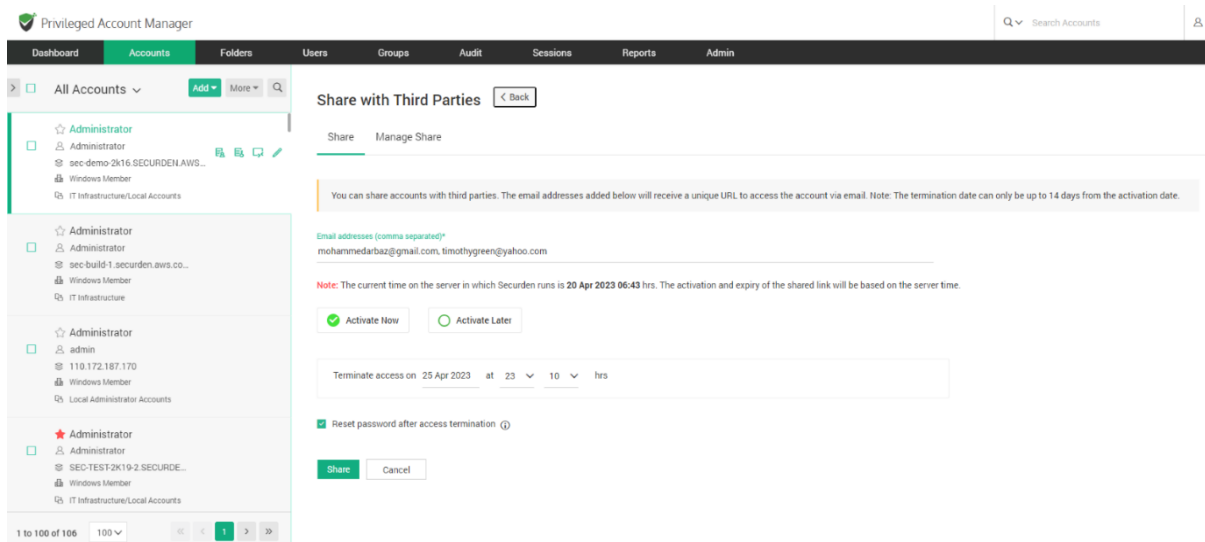 Privileged Account Manager
Search Accounts
Dashboard Accounts Folders Users Groups Audit Sessions Reports Admin
All Accounts
Add
More
Administrator
Administrator
sec-demo-2k16.SECURDEN.AWS...
Windows Member
IT Infrastructure/Local Accounts
Administrator
Administrator
sec-build-1.securden.aws.co...
Windows Member
IT Infrastructure
Administrator
admin
110.172.187.170
Windows Member
Local Administrator Accounts
Administrator
Administrator
SEC-TEST-2K19-2.SECURDE...
Windows Member
IT Infrastructure/Local Accounts
1 to 100 of 106 100 « < 1 > »
Share with Third Parties < Back
Share Manage Share
You can share accounts with third parties. The email addresses added below will receive a unique URL to access the account via email. Note: The termination date can only be up to 14 days from the activation date.
Email addresses (comma separated)*
mohammedarbaz@gmail.com, timothygreen@yahoo.com
Note: The current time on the server in which Securden runs is 20 Apr 2023 06:43 hrs. The activation and expiry of the shared link will be based on the server time.
Activate Now Activate Later
Terminate access on 25 Apr 2023 at 23 10 hrs
Reset password after access termination
Share Cancel